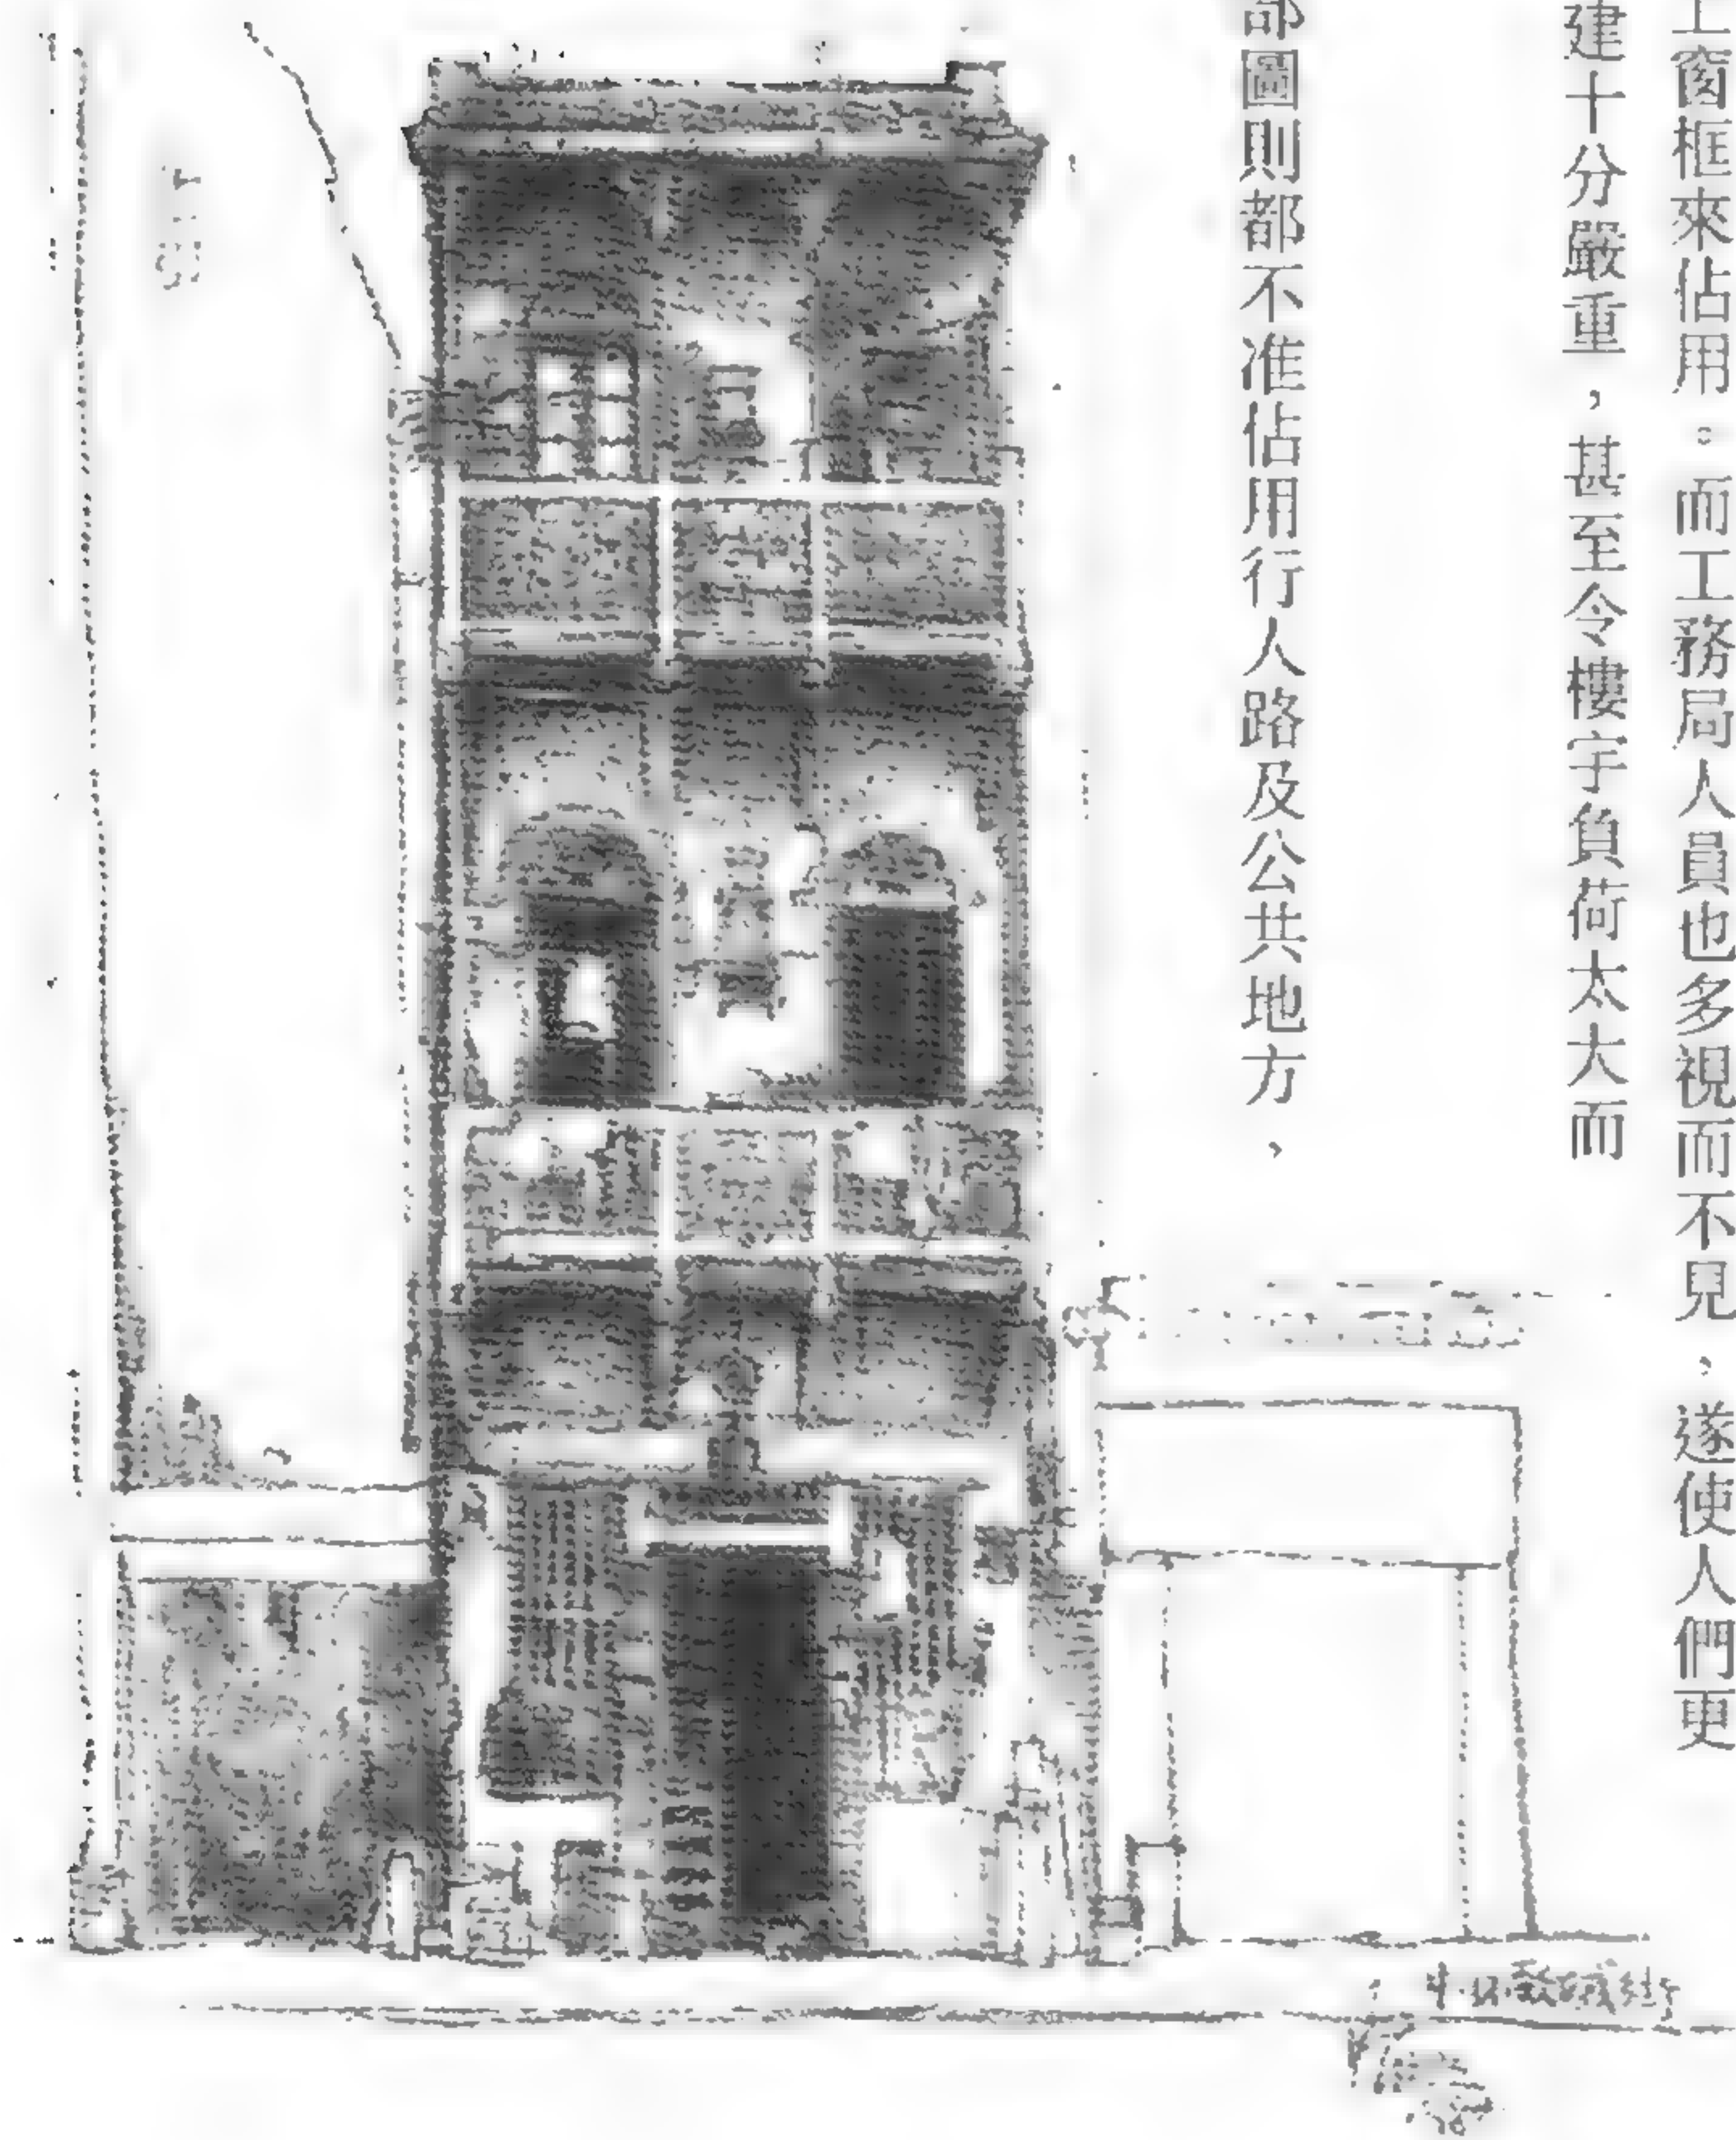 上窗框來佔用。而工務局人員也多視而不見，遂使人們更
建十分嚴重，甚至令樓宇負荷太大而
部圖則都不准佔用行人路及公共地方，